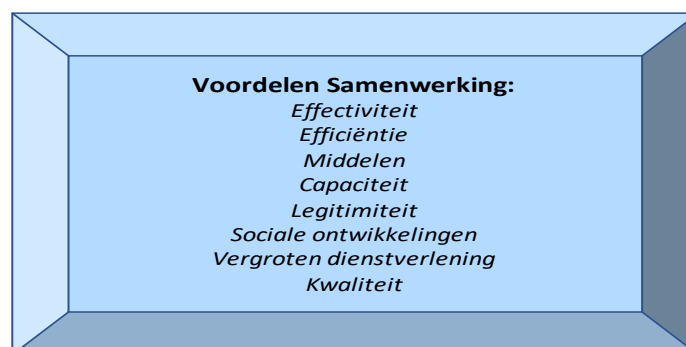 Voordelen Samenwerking:
Effectiviteit
Efficiëntie
Middelen
Capaciteit
Legitimiteit
Sociale ontwikkelingen
Vergroten dienstverlening
Kwaliteit